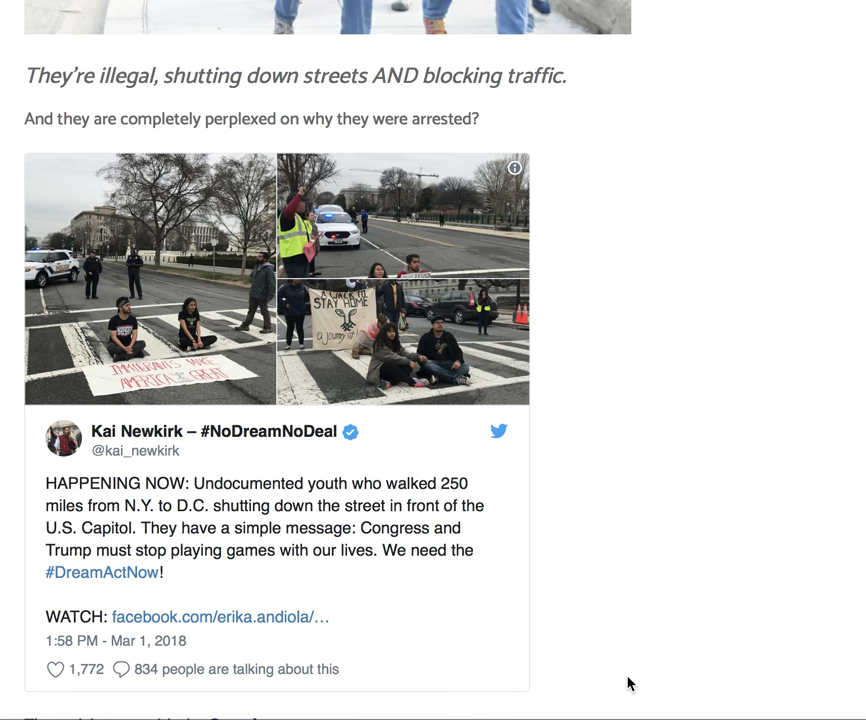 They're illegal, shutting down streets AND blocking traffic.
And they are completely perplexed on why they were arrested?
IMMIGRANTS MAKE
AMERICA GREAT
A WALK TO
STAY HOME
a journey
Kai Newkirk – #NoDreamNoDeal
@kai_newkirk
HAPPENING NOW: Undocumented youth who walked 250
miles from N.Y. to D.C. shutting down the street in front of the
U.S. Capitol. They have a simple message: Congress and
Trump must stop playing games with our lives. We need the
#DreamActNow!
WATCH: facebook.com/erika.andiola/…
1:58 PM - Mar 1, 2018
1,772 834 people are talking about this